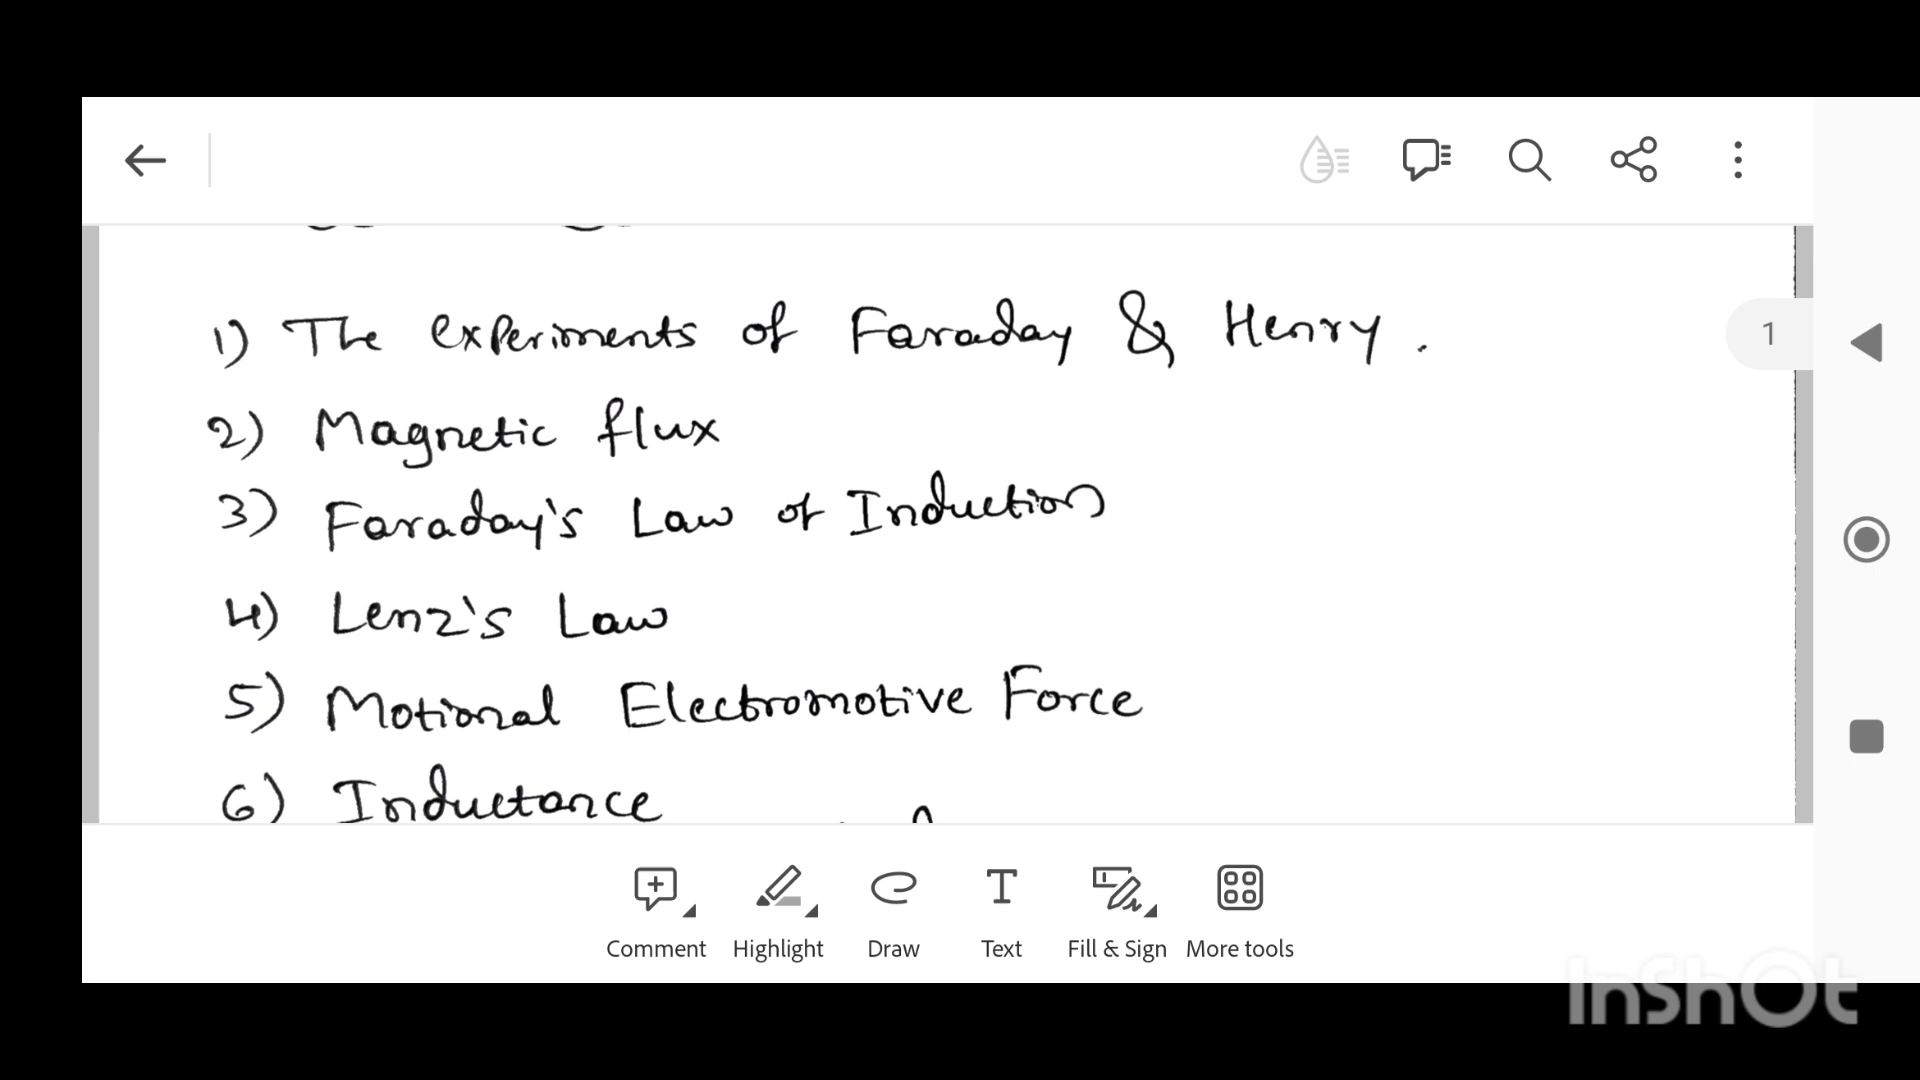 1) The experiments of Faraday & Henry.
1
2) Magnetic flux
3) Faraday's Law of Induction
4) Lenz's Law
5) Motional Electromotive Force
6) Inductance
Comment Highlight Draw Text Fill & Sign More tools
InShOt